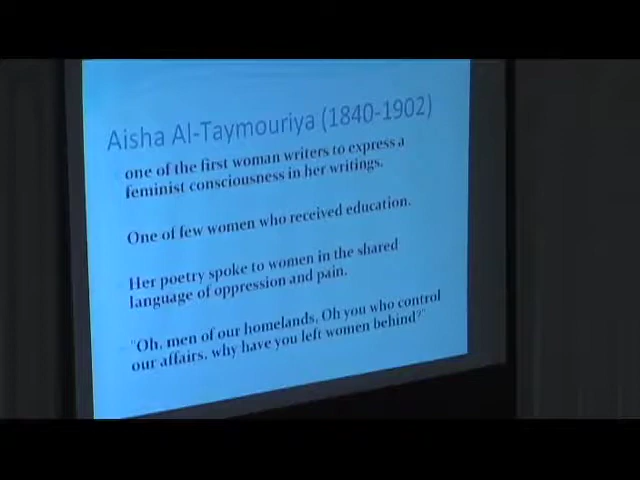 Aisha Al-Taymouriya (1840-1902)
one of the first woman writers to express a
feminist consciousness in her writings.
One of few women who received education.
Her poetry spoke to women in the shared
language of oppression and pain.
"Oh, men of our homelands, Oh you who control
our affairs, why have you left women behind?"